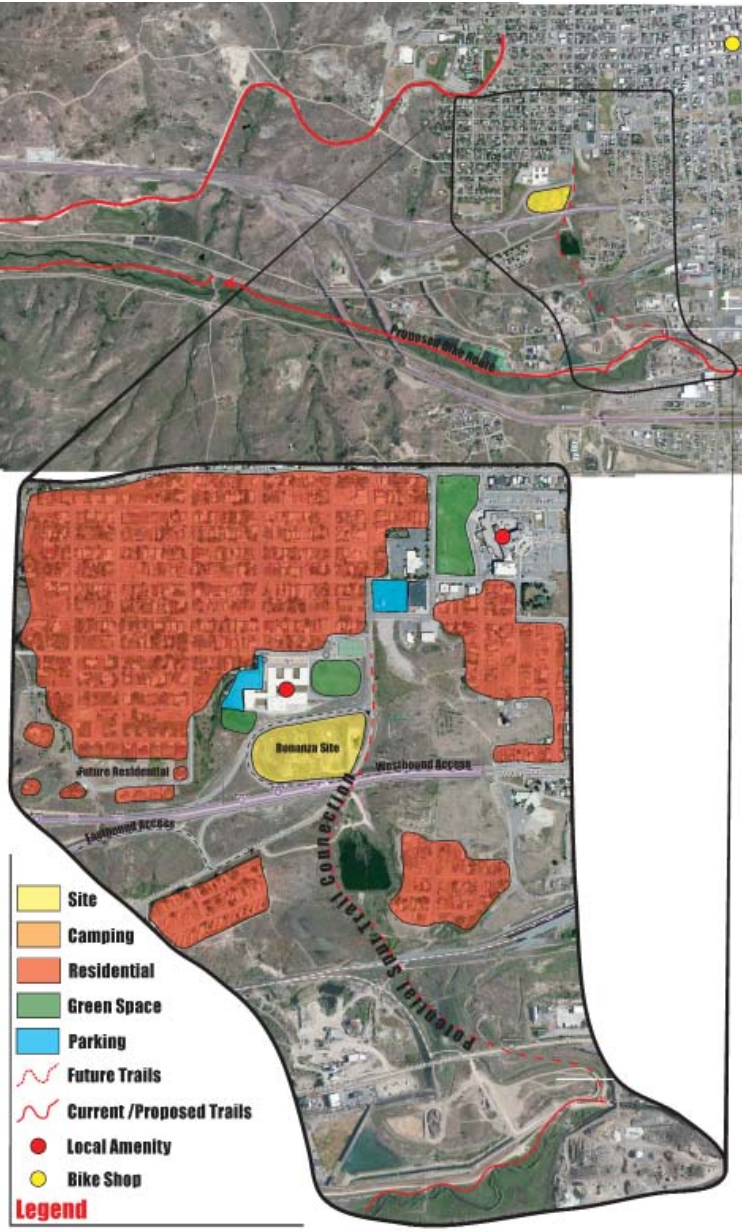 Proposed Bike Route
Bonanza Site
Westbound Access
Future Residential
Eastbound Access
Potential Spur Trail Connection
Site
Camping
Residential
Green Space
Parking
Future Trails
Current /Proposed Trails
Local Amenity
Bike Shop
Legend